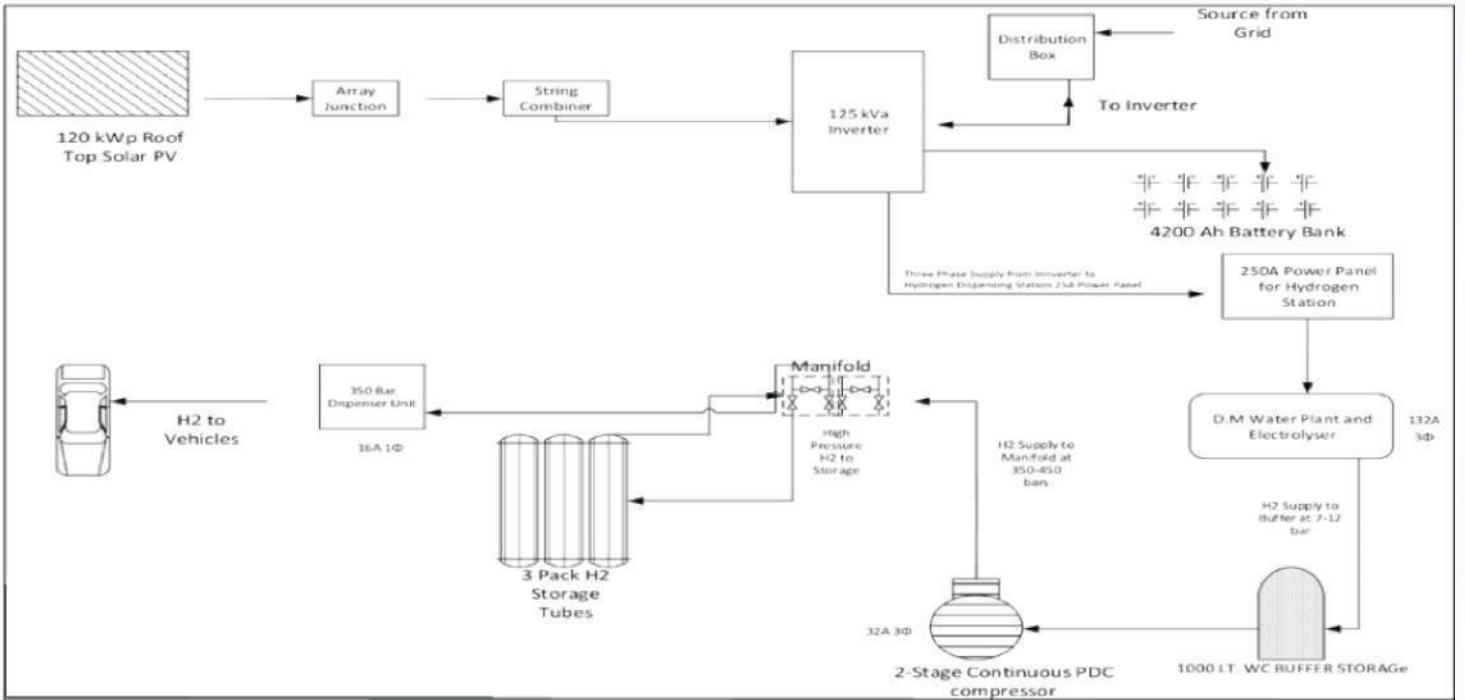 Source from
Grid
Distribution
Box
To Inverter
125 kVa
Inverter
String
Combiner
Array
Junction
120 kWp Roof
Top Solar PV
4200 Ah Battery Bank
Three Phase Supply from Innverter to
Hydrogen Dispensing Station 25A Power Panel
250A Power Panel
for Hydrogen
Station
Manifold
350 Bar
Dispenser Unit
H2 to
Vehicles
16A 1Φ
High
Pressure
H2 to
Storage
H2 Supply to
Manifold at
350-450
bars
D.M Water Plant and
Electrolyser
132A
3Φ
H2 Supply to
Buffer at 7-12
bar
3 Pack H2
Storage
Tubes
32A 3Φ
2-Stage Continuous PDC
compressor
1000 LT. WC BUFFER STORAGe